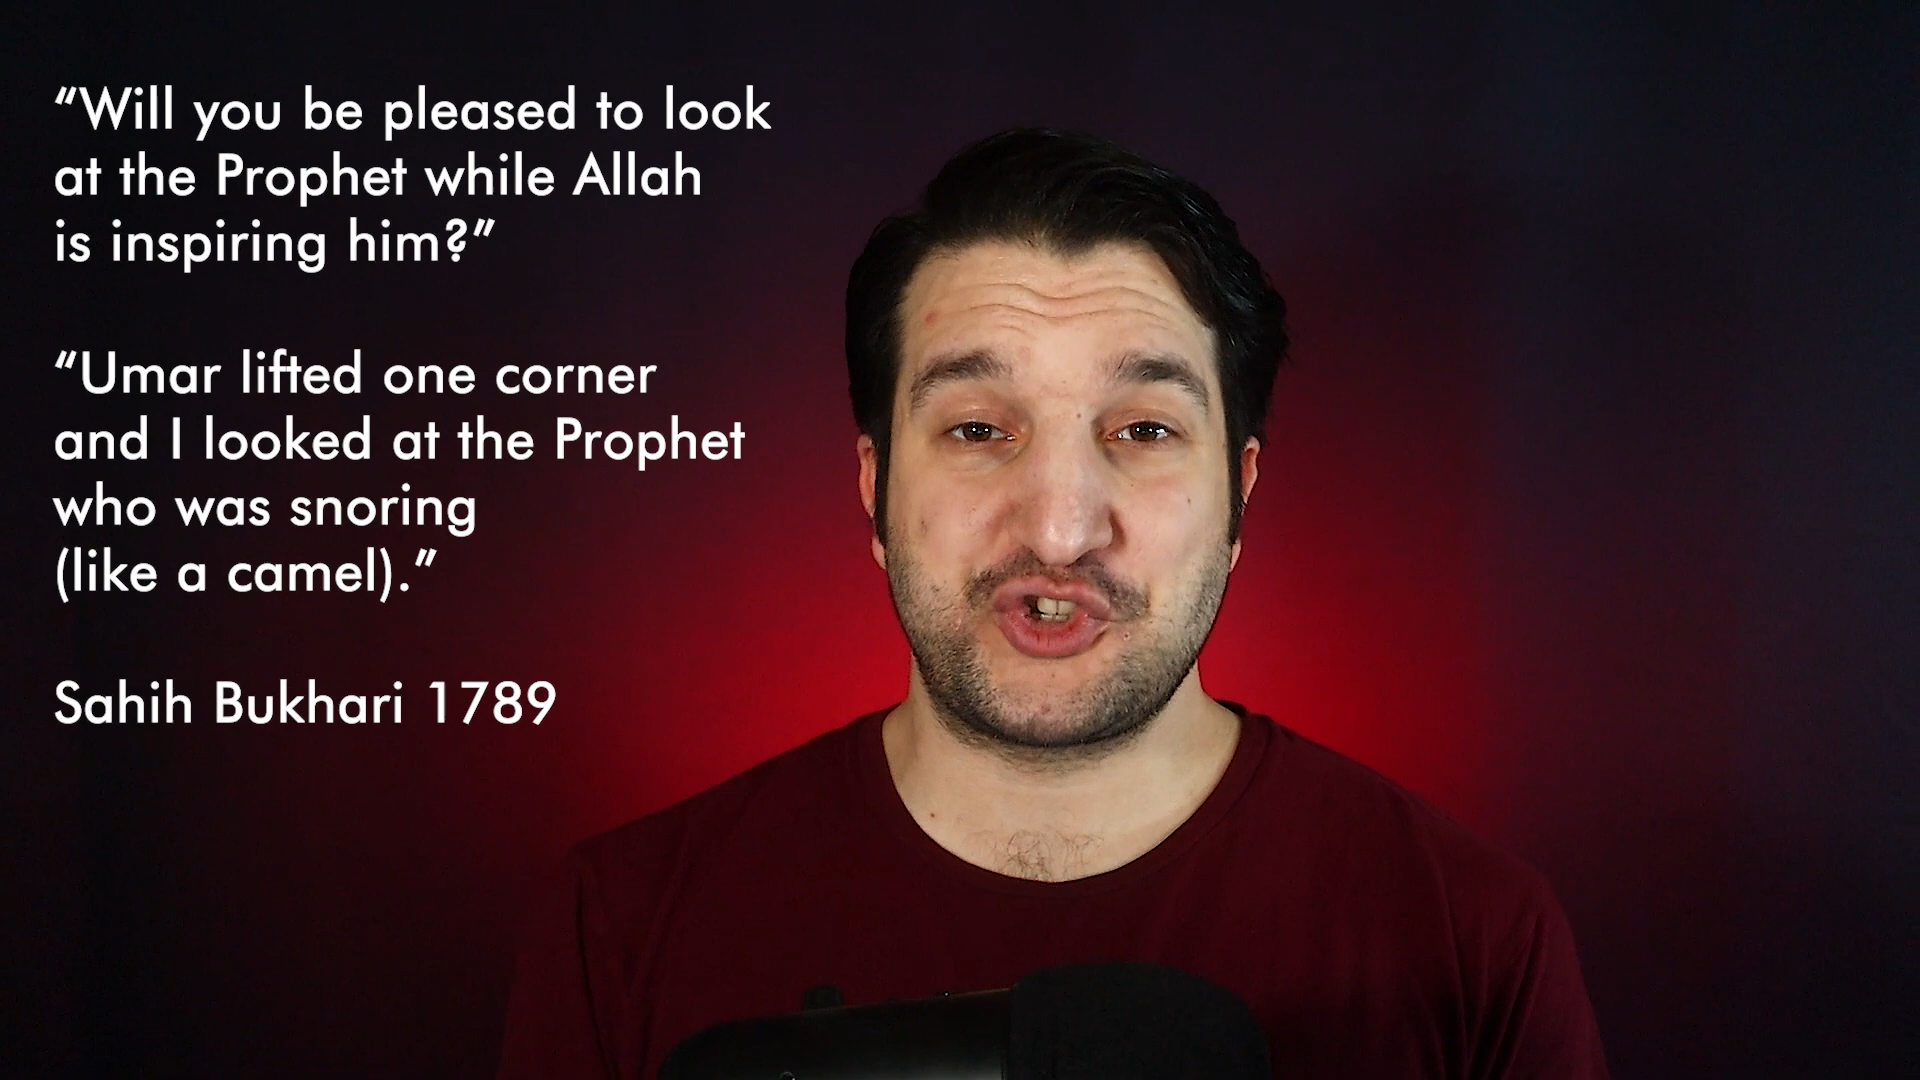 “Will you be pleased to look
at the Prophet while Allah
is inspiring him?”
“Umar lifted one corner
and I looked at the Prophet
who was snoring
(like a camel).”
Sahih Bukhari 1789